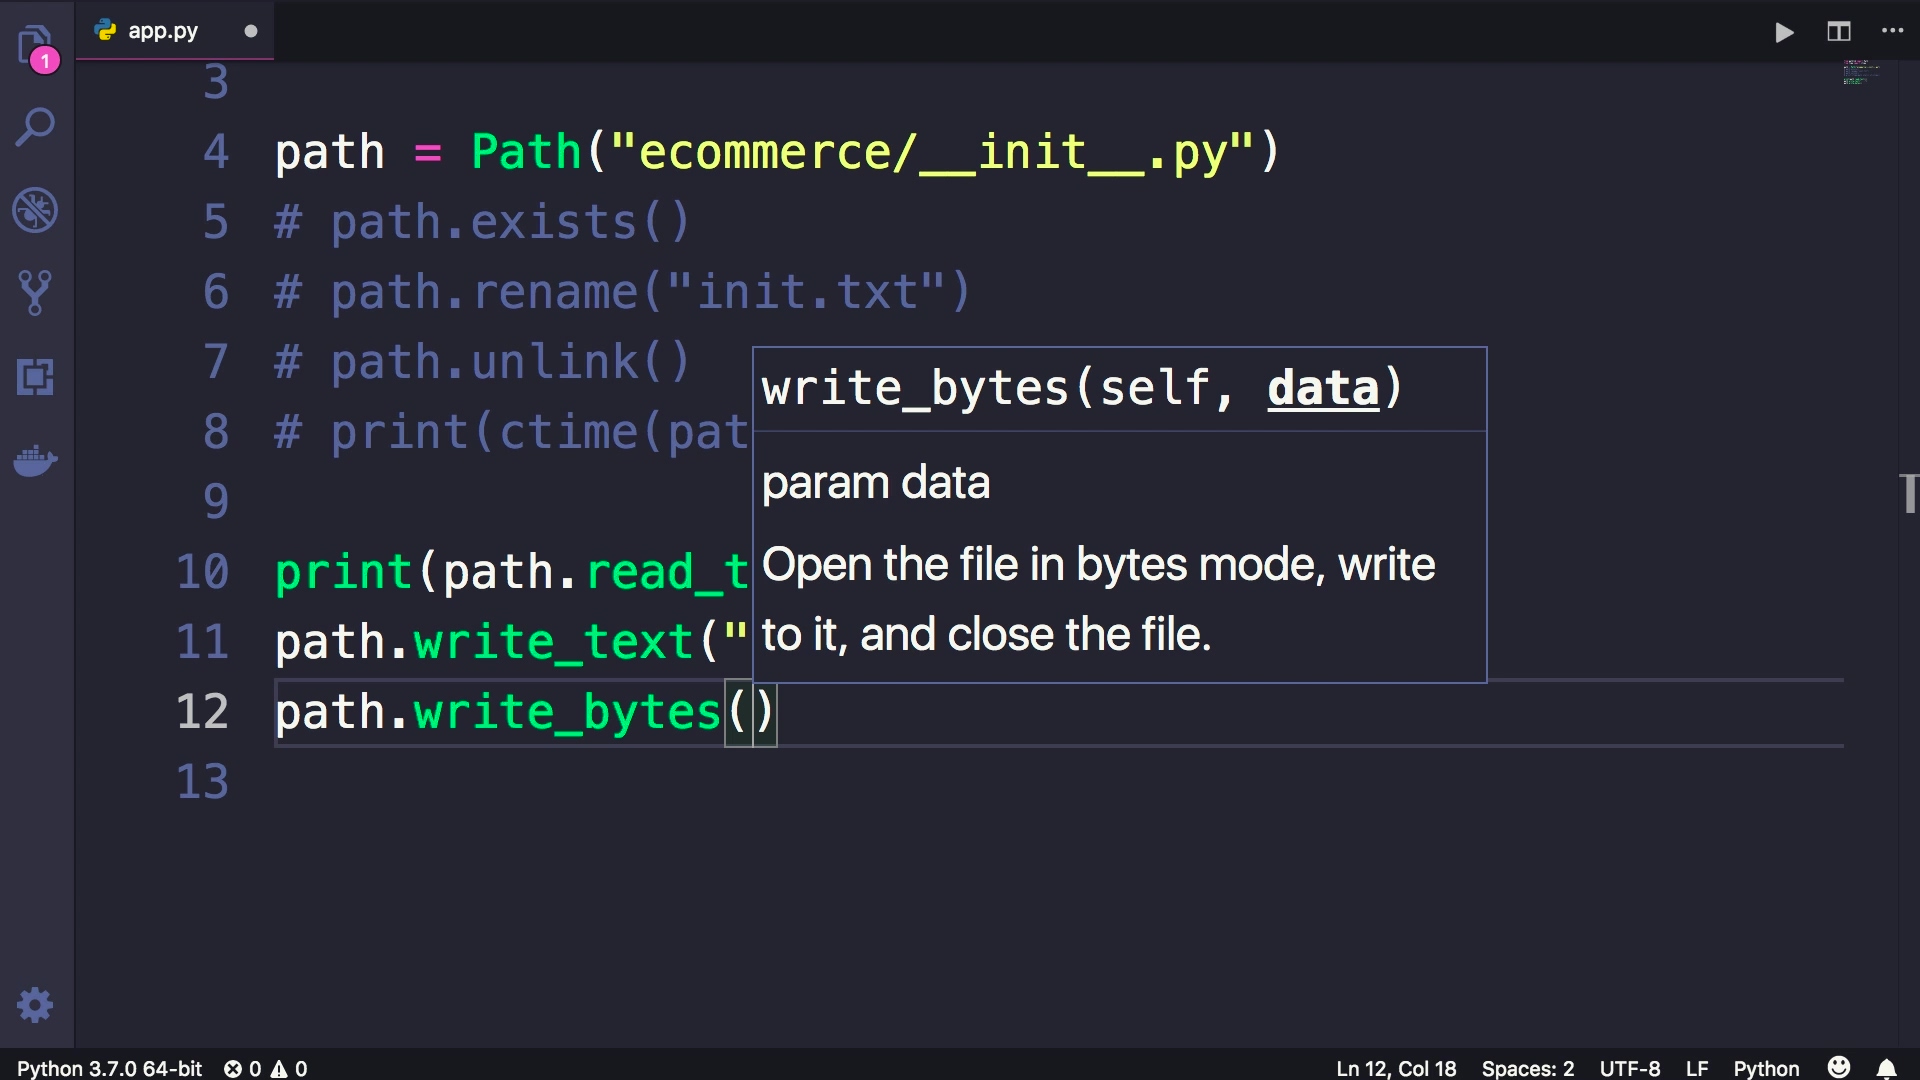 1
app.py
3
4 path = Path("ecommerce/__init__.py")
5 # path.exists()
6 # path.rename("init.txt")
7 # path.unlink()
8 # print(ctime(pat
9
10 print(path.read_t
11 path.write_text("
12 path.write_bytes()
13
write_bytes(self, data)
param data
Open the file in bytes mode, write
to it, and close the file.
T
Python 3.7.0 64-bit 0 0 Ln 12, Col 18 Spaces: 2 UTF-8 LF Python